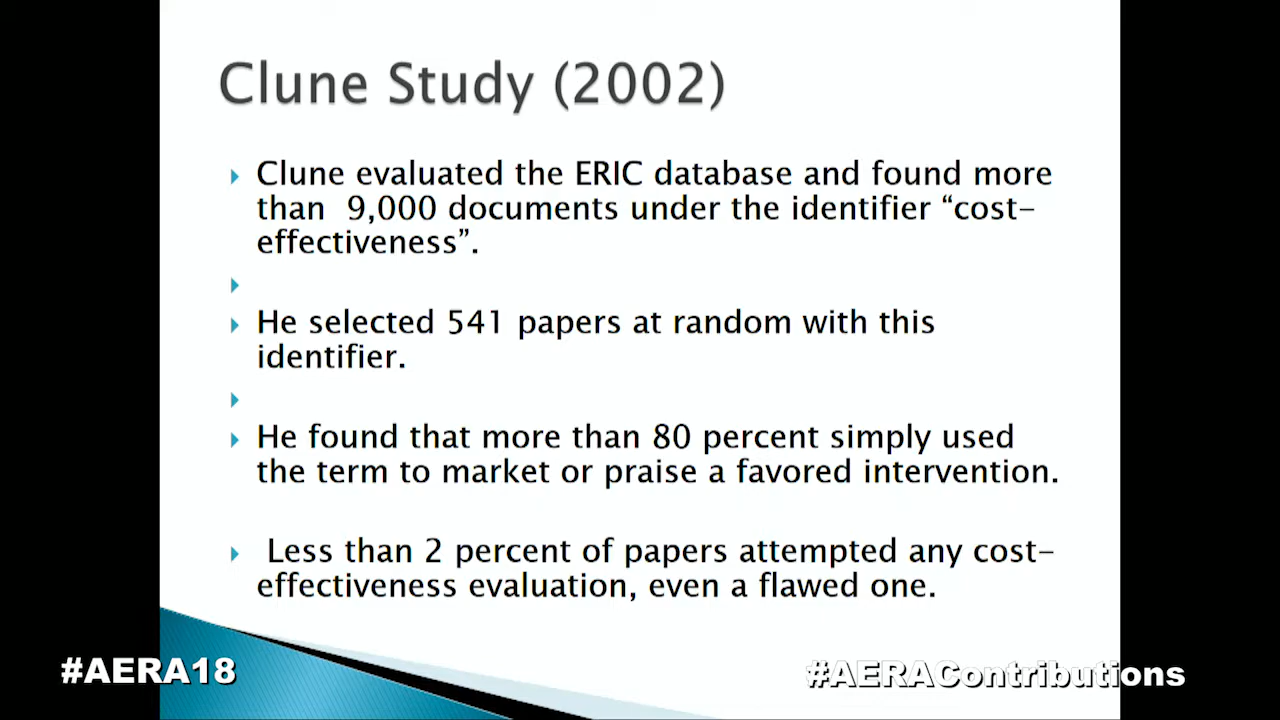 Clune Study (2002)
Clune evaluated the ERIC database and found more
than 9,000 documents under the identifier “cost-
effectiveness”.
He selected 541 papers at random with this
identifier.
He found that more than 80 percent simply used
the term to market or praise a favored intervention.
Less than 2 percent of papers attempted any cost-
effectiveness evaluation, even a flawed one.
#AERA18
#AERAContributions